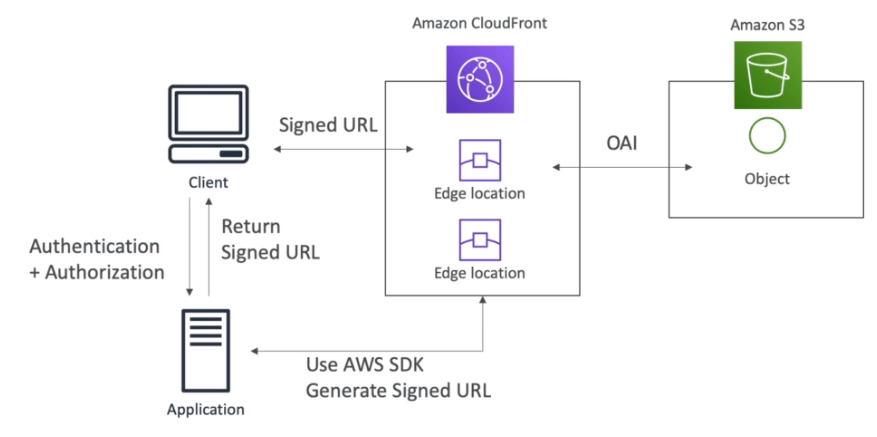 Amazon CloudFront
Amazon S3
Signed URL
OAI
Edge location
Object
Client
Return
Signed URL
Authentication
+ Authorization
Edge location
Use AWS SDK
Generate Signed URL
Application